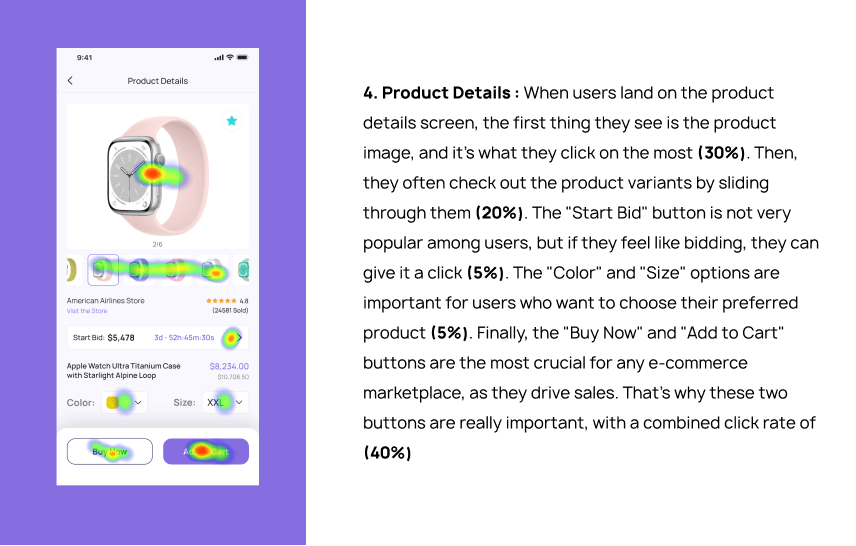 9:41
Product Details
2/6
American Airlines Store
4.8
Visit the Store
(24581 Sold)
Start Bid: $5,478
3d - 52h:45m:30s
Apple Watch Ultra Titanium Case
with Starlight Alpine Loop
$8,234.00
$10,708.50
Color:
Size:
XXL
Buy Now
Add to Cart
4. Product Details : When users land on the product
details screen, the first thing they see is the product
image, and it's what they click on the most (30%). Then,
they often check out the product variants by sliding
through them (20%). The "Start Bid" button is not very
popular among users, but if they feel like bidding, they can
give it a click (5%). The "Color" and "Size" options are
important for users who want to choose their preferred
product (5%). Finally, the "Buy Now" and "Add to Cart"
buttons are the most crucial for any e-commerce
marketplace, as they drive sales. That's why these two
buttons are really important, with a combined click rate of
(40%)